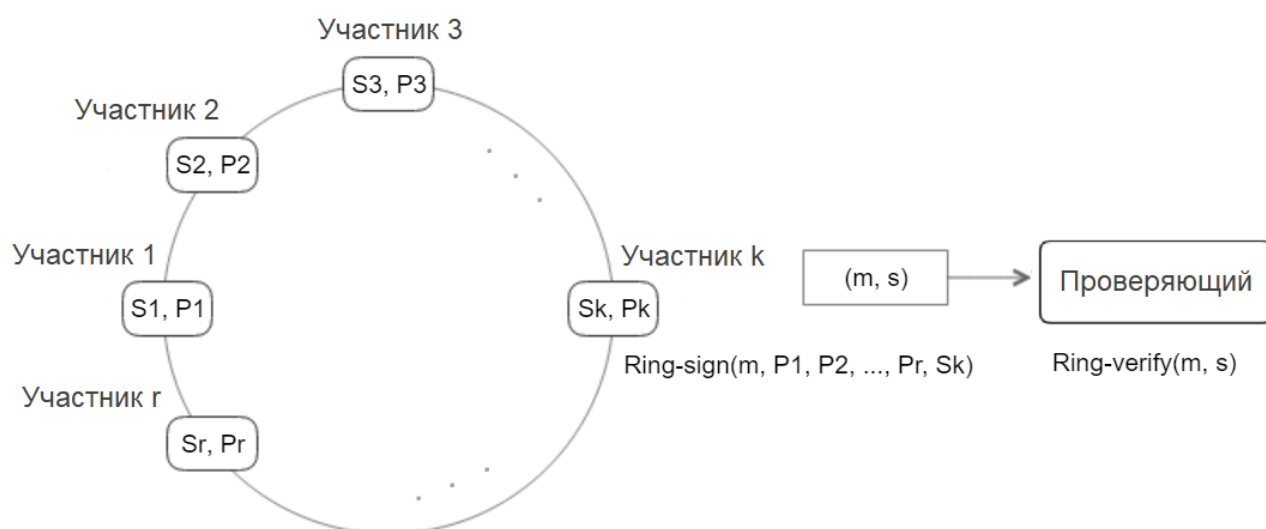 Участник 3
S3, P3
Участник 2
S2, P2
Участник 1
S1, P1
Участник k
Sk, Pk
(m, s)
Проверяющий
Ring-sign(m, P1, P2, ..., Pr, Sk)
Ring-verify(m, s)
Участник r
Sr, Pr